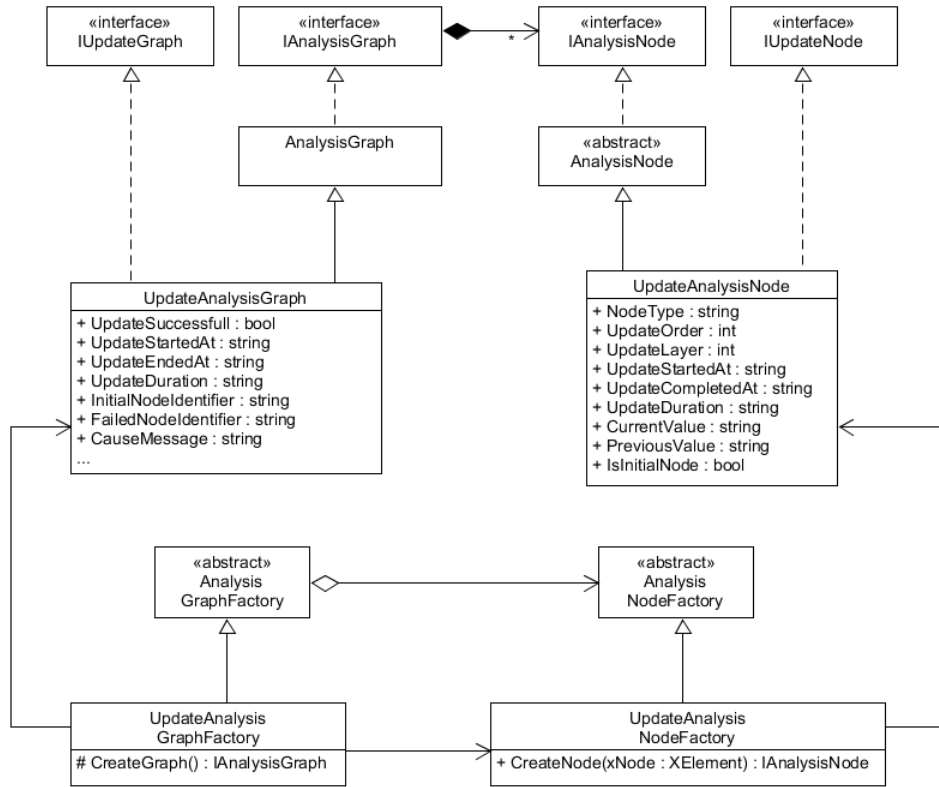 «interface»
IUpdateGraph
«interface»
IAnalysisGraph
*
«interface»
IAnalysisNode
«interface»
IUpdateNode
AnalysisGraph
«abstract»
AnalysisNode
UpdateAnalysisGraph
+ UpdateSuccessfull : bool
+ UpdateStartedAt : string
+ UpdateEndedAt : string
+ UpdateDuration : string
+ InitialNodeIdentifier : string
+ FailedNodeIdentifier : string
+ CauseMessage : string
...
UpdateAnalysisNode
+ NodeType : string
+ UpdateOrder : int
+ UpdateLayer : int
+ UpdateStartedAt : string
+ UpdateCompletedAt : string
+ UpdateDuration : string
+ CurrentValue : string
+ PreviousValue : string
+ IsInitialNode : bool
«abstract»
Analysis
GraphFactory
«abstract»
Analysis
NodeFactory
UpdateAnalysis
GraphFactory
# CreateGraph() : IAnalysisGraph
UpdateAnalysis
NodeFactory
+ CreateNode(xNode : XElement) : IAnalysisNode